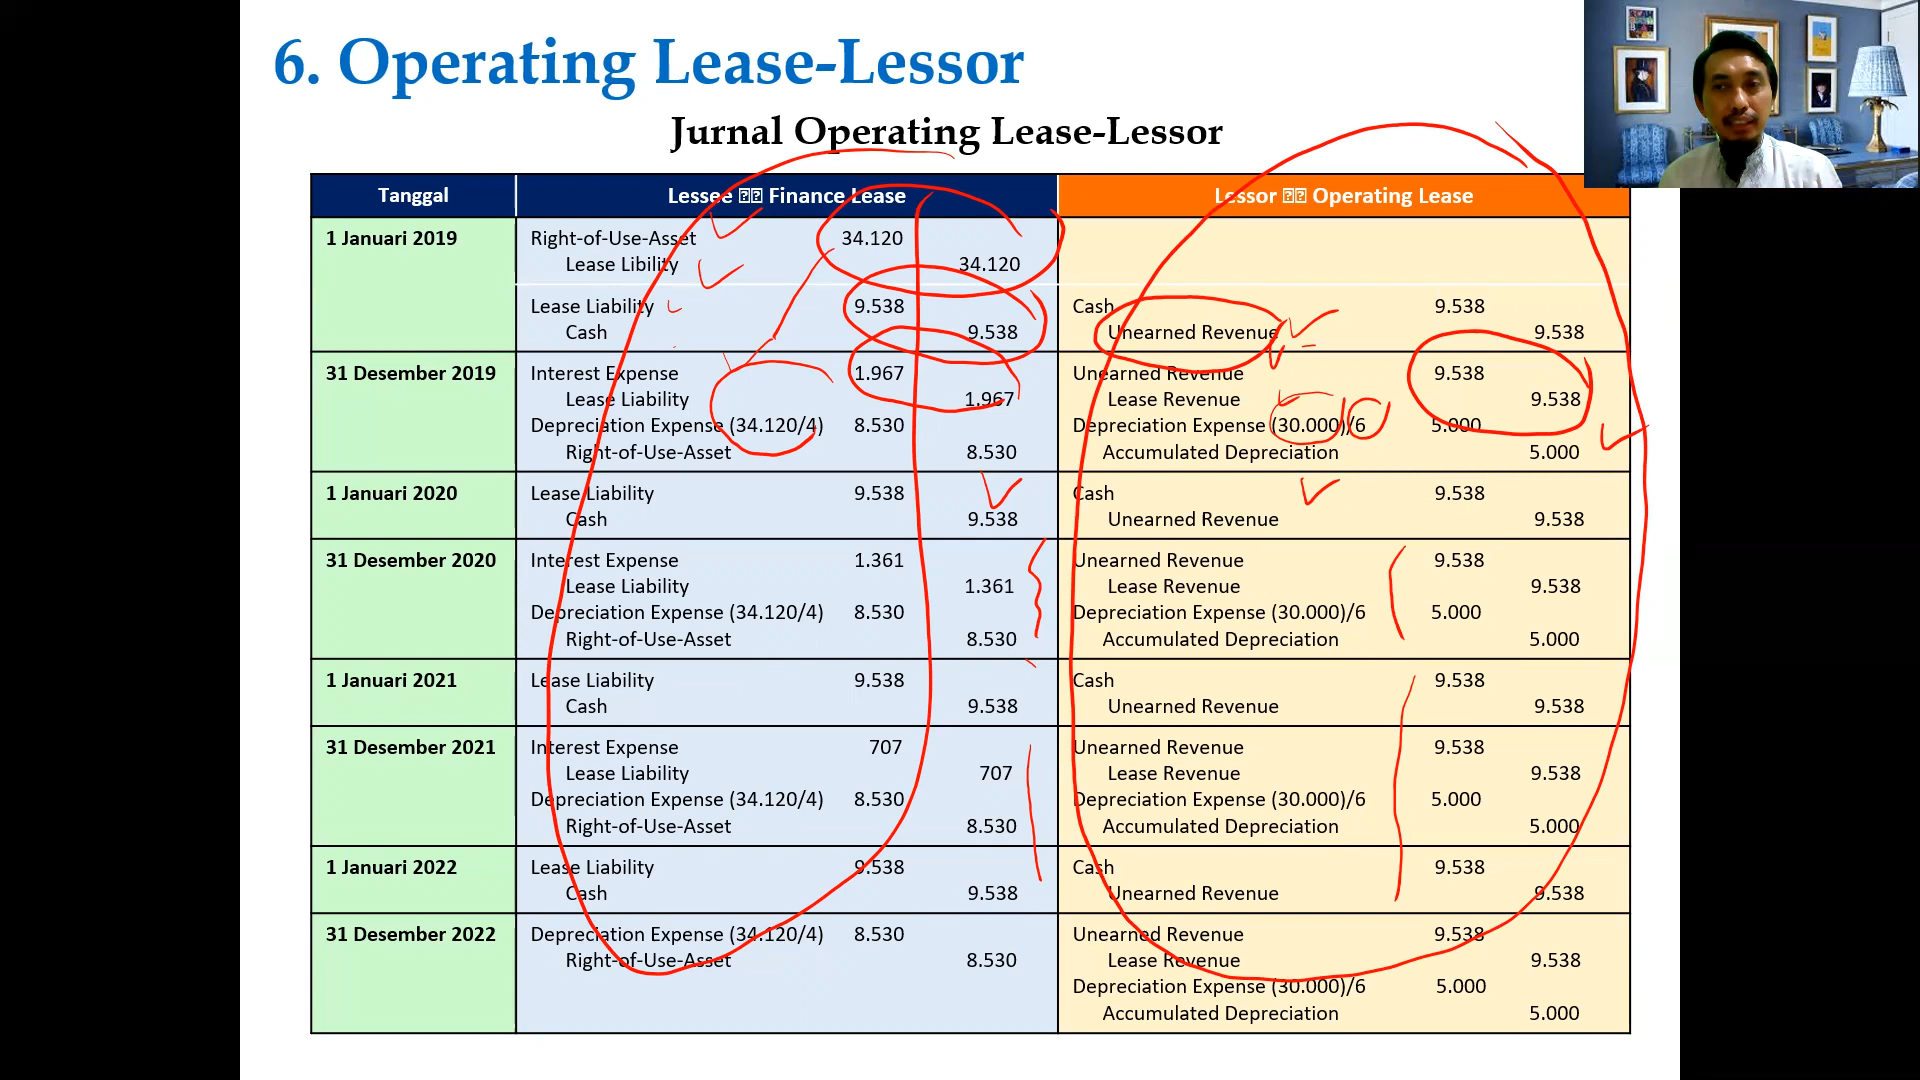 6. Operating Lease-Lessor
Jurnal Operating Lease-Lessor
Tanggal Lessee Finance Lease Lessor Operating Lease
1 Januari 2019 Right-of-Use-Asset 34.120
Lease Libility 34.120
Lease Liability 9.538 Cash 9.538
Cash 9.538 Unearned Revenue 9.538
31 Desember 2019 Interest Expense 1.967 Unearned Revenue 9.538
Lease Liability 1.967 Lease Revenue 9.538
Depreciation Expense (34.120/4) 8.530 Depreciation Expense (30.000)/6 5.000
Right-of-Use-Asset 8.530 Accumulated Depreciation 5.000
1 Januari 2020 Lease Liability 9.538 Cash 9.538
Cash 9.538 Unearned Revenue 9.538
31 Desember 2020 Interest Expense 1.361 Unearned Revenue 9.538
Lease Liability 1.361 Lease Revenue 9.538
Depreciation Expense (34.120/4) 8.530 Depreciation Expense (30.000)/6 5.000
Right-of-Use-Asset 8.530 Accumulated Depreciation 5.000
1 Januari 2021 Lease Liability 9.538 Cash 9.538
Cash 9.538 Unearned Revenue 9.538
31 Desember 2021 Interest Expense 707 Unearned Revenue 9.538
Lease Liability 707 Lease Revenue 9.538
Depreciation Expense (34.120/4) 8.530 Depreciation Expense (30.000)/6 5.000
Right-of-Use-Asset 8.530 Accumulated Depreciation 5.000
1 Januari 2022 Lease Liability 9.538 Cash 9.538
Cash 9.538 Unearned Revenue 9.538
31 Desember 2022 Depreciation Expense (34.120/4) 8.530 Unearned Revenue 9.538
Right-of-Use-Asset 8.530 Lease Revenue 9.538
Depreciation Expense (30.000)/6 5.000
Accumulated Depreciation 5.000